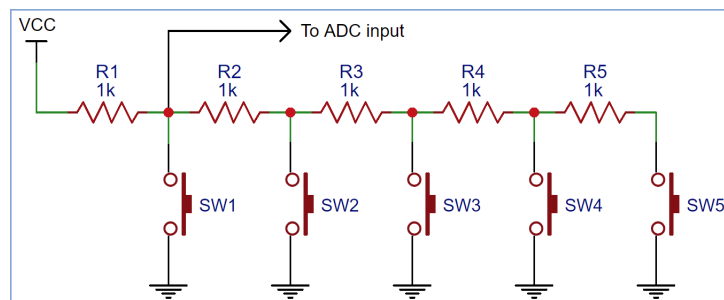 VCC
To ADC input
R1 R2 R3 R4 R5
1k 1k 1k 1k 1k
SW1 SW2 SW3 SW4 SW5